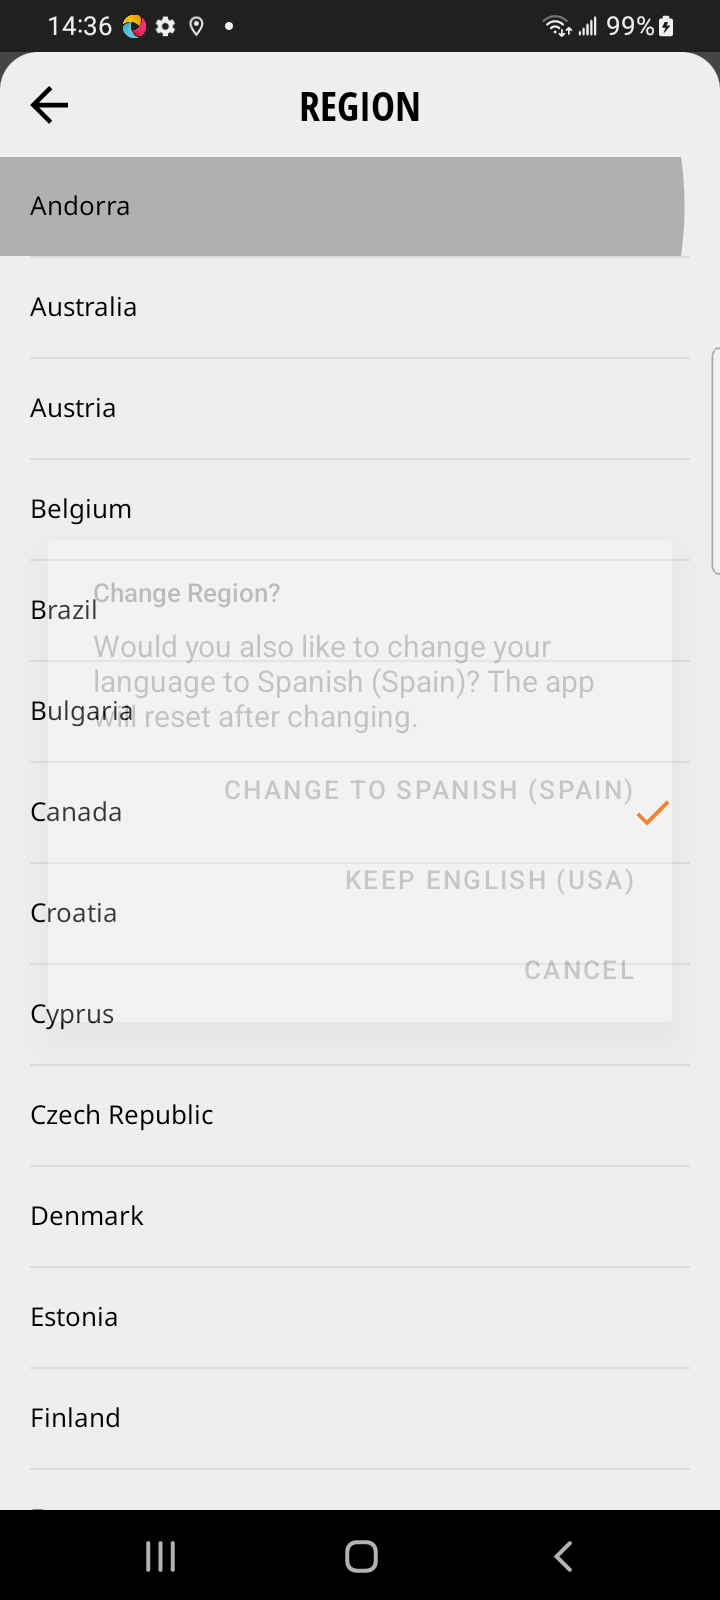 14:36
99%
REGION
Andorra
Australia
Austria
Belgium
Change Region?
Brazil
Would you also like to change your
language to Spanish (Spain)? The app
will reset after changing.
Bulgaria
CHANGE TO SPANISH (SPAIN)
Canada
KEEP ENGLISH (USA)
Croatia
CANCEL
Cyprus
Czech Republic
Denmark
Estonia
Finland